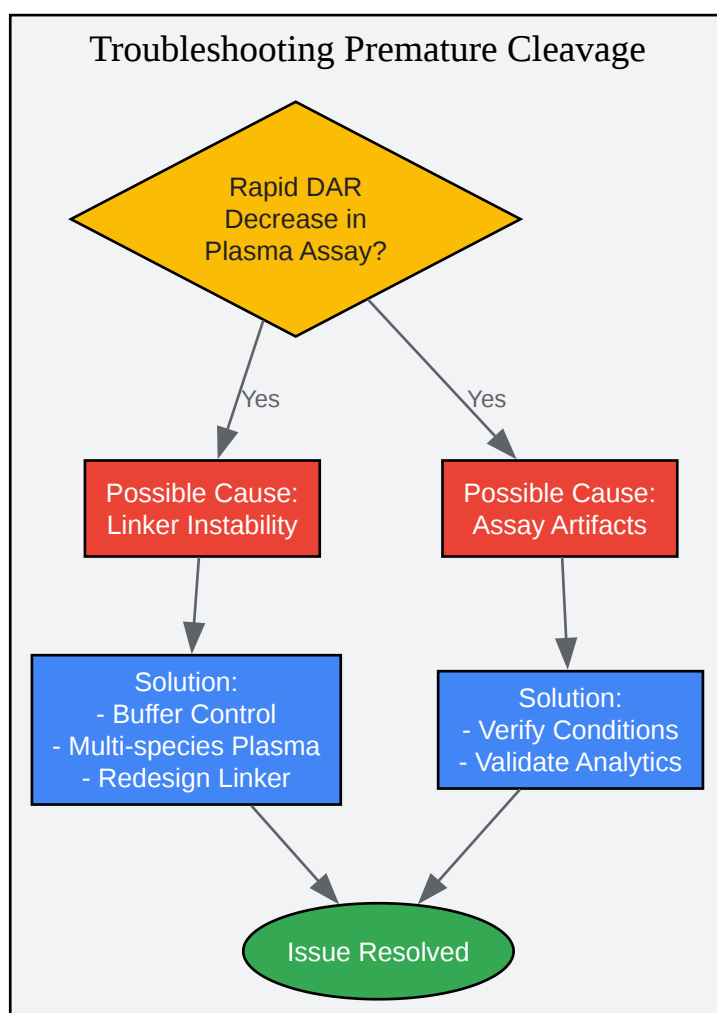 Troubleshooting Premature Cleavage
Rapid DAR
Decrease in
Plasma Assay?
Yes
Yes
Possible Cause:
Linker Instability
Possible Cause:
Assay Artifacts
Solution:
- Buffer Control
- Multi-species Plasma
- Redesign Linker
Solution:
- Verify Conditions
- Validate Analytics
Issue Resolved